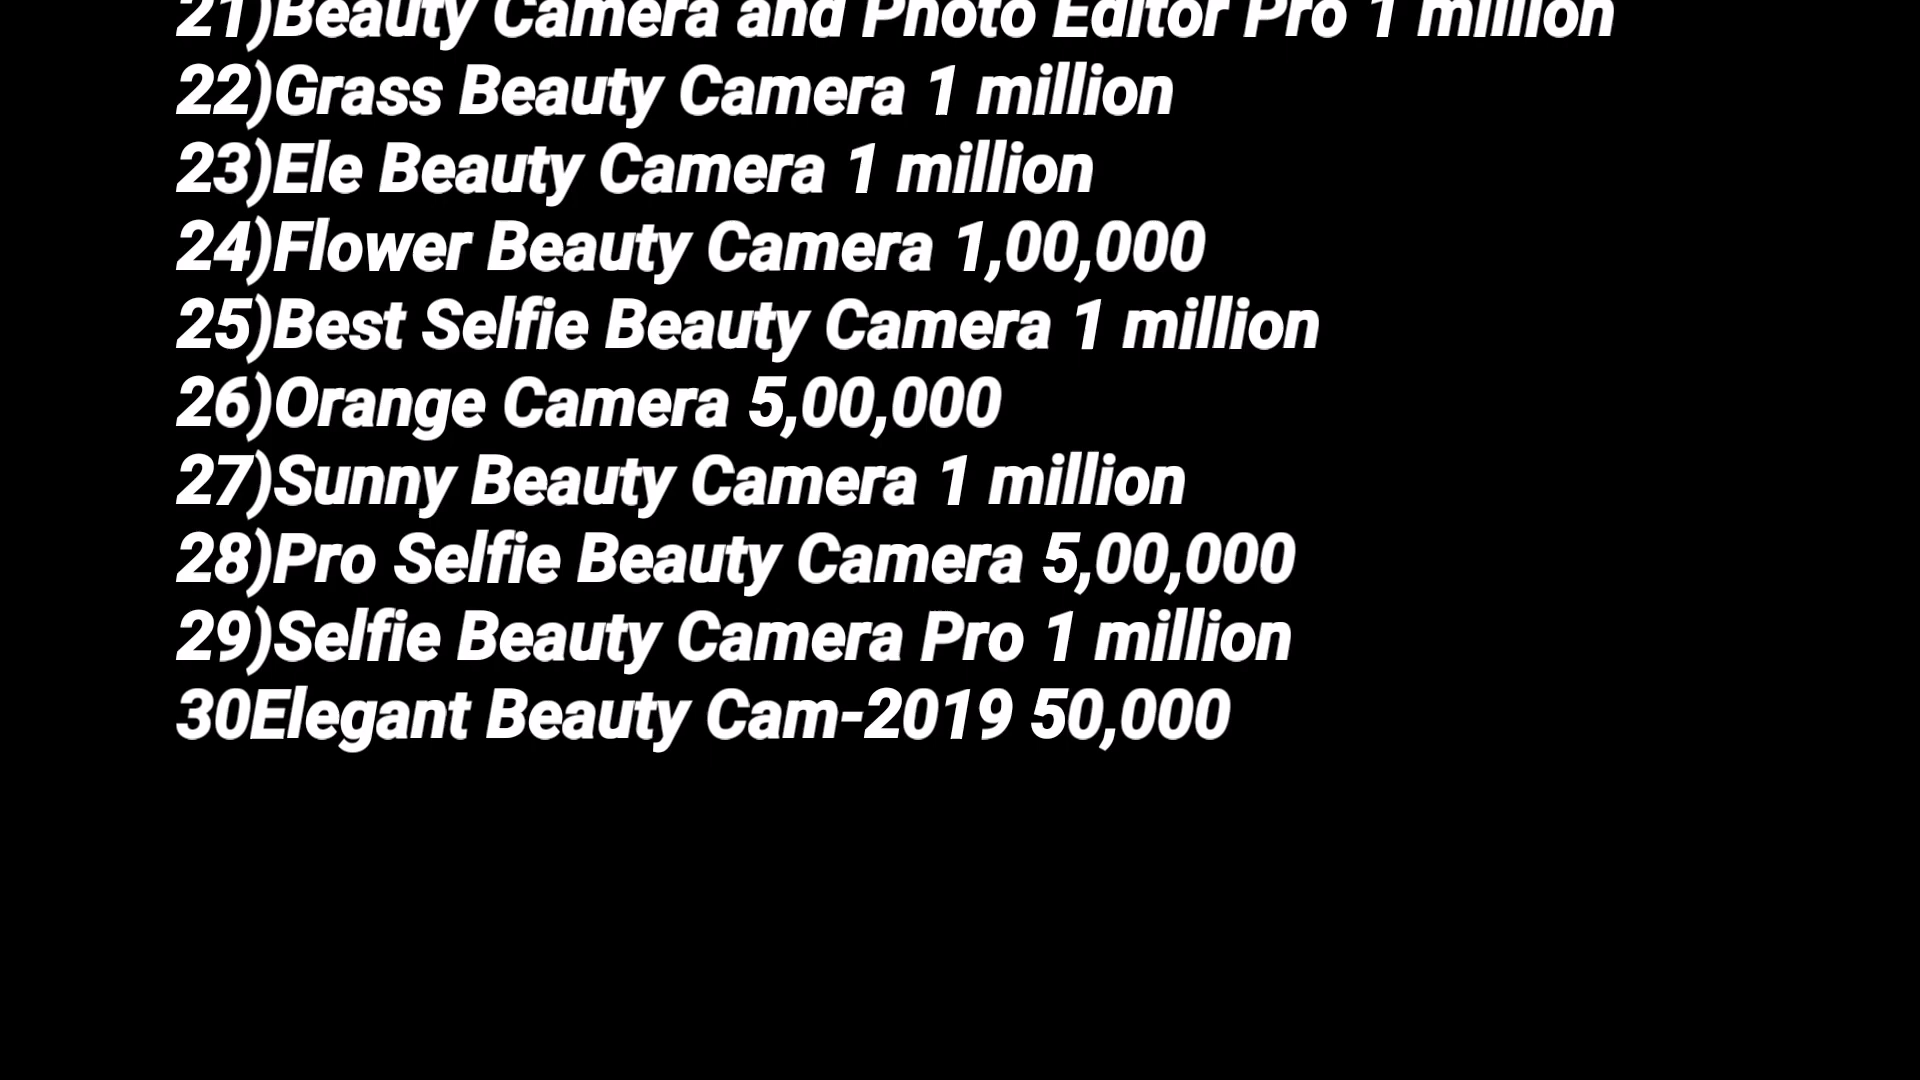 21)Beauty Camera and Photo Editor Pro 1 million
22)Grass Beauty Camera 1 million
23)Ele Beauty Camera 1 million
24)Flower Beauty Camera 1,00,000
25)Best Selfie Beauty Camera 1 million
26)Orange Camera 5,00,000
27)Sunny Beauty Camera 1 million
28)Pro Selfie Beauty Camera 5,00,000
29)Selfie Beauty Camera Pro 1 million
30Elegant Beauty Cam-2019 50,000